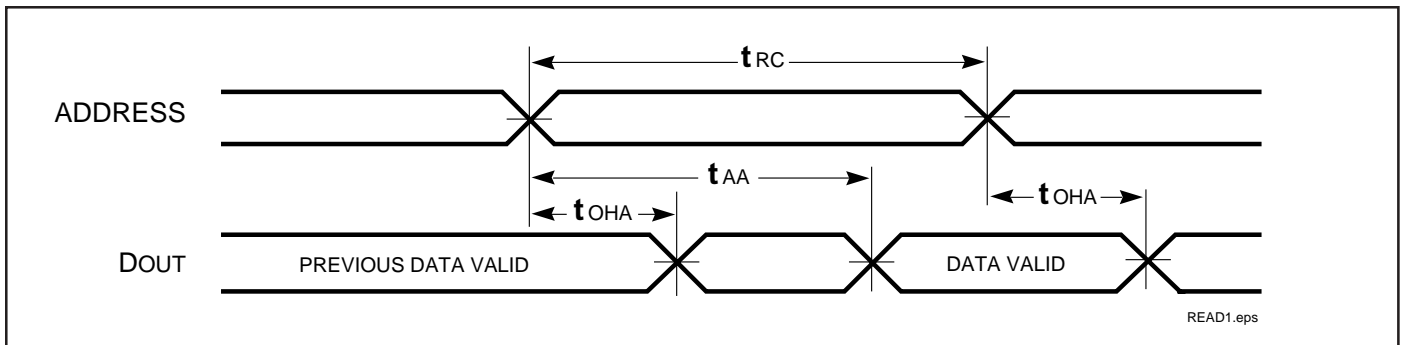 tRC
ADDRESS
tAA
tOHA
tOHA
DOUT
PREVIOUS DATA VALID
DATA VALID
READ1.eps